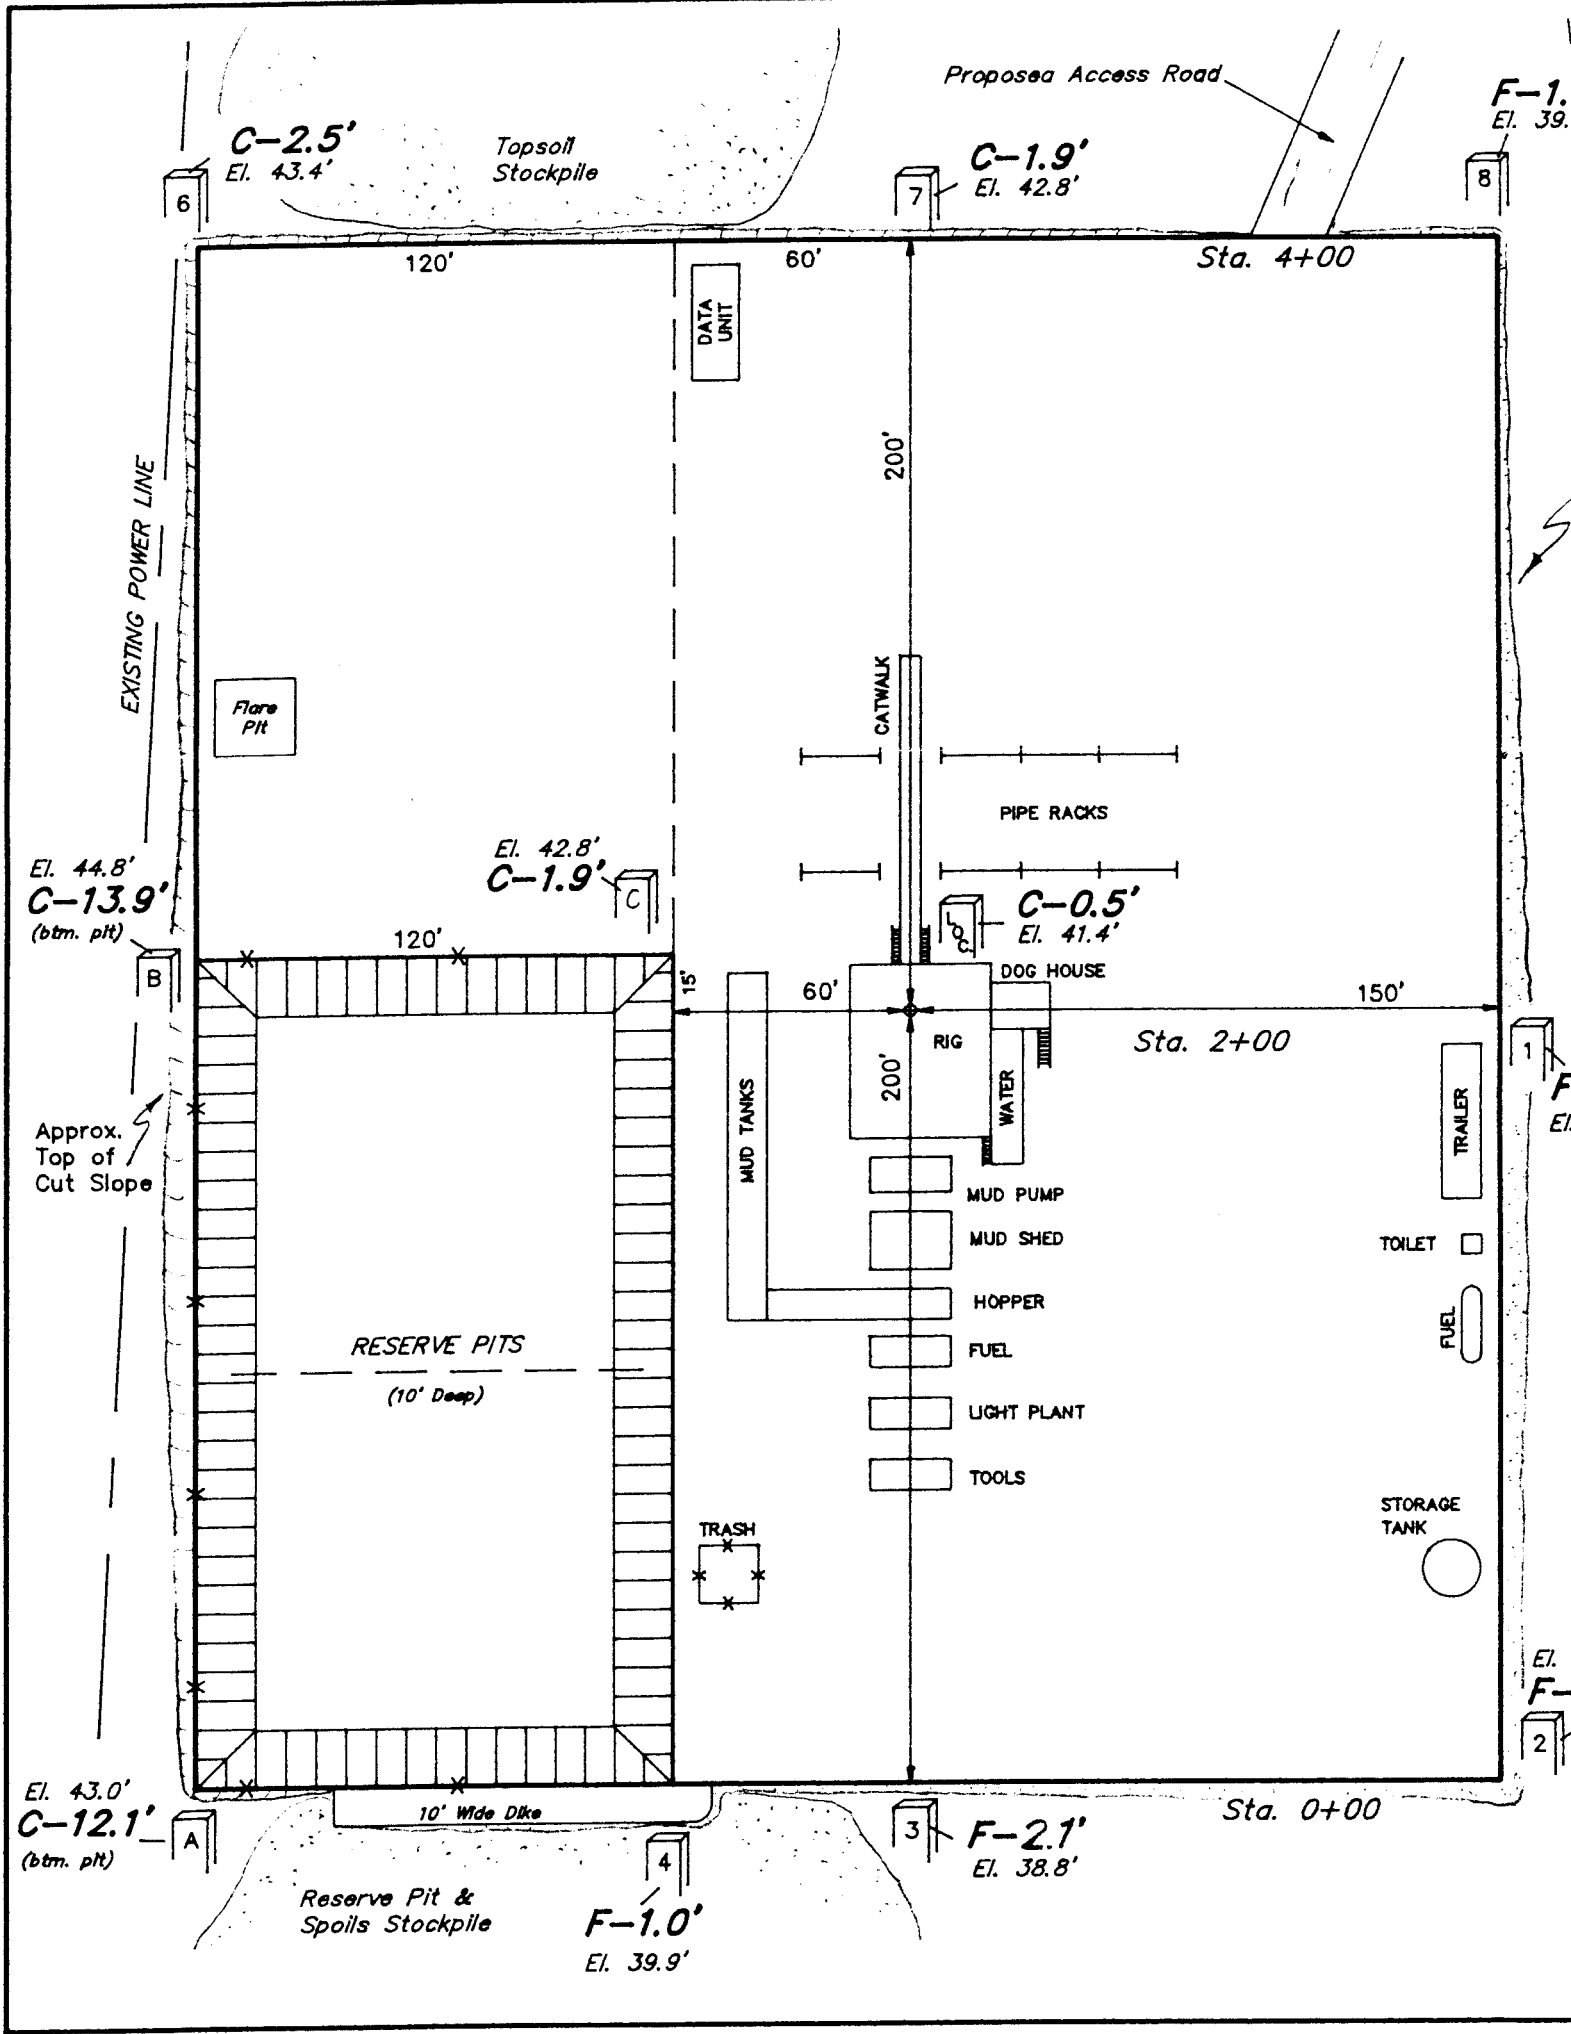 Proposea Access Road
F-1.
El. 39.
C-2.5'
El. 43.4'
Topsoil
Stockpile
C-1.9'
El. 42.8'
6
7
8
120'
60'
Sta. 4+00
DATA
UNIT
200'
EXISTING POWER LINE
CATWALK
Flare
Pit
PIPE RACKS
El. 42.8'
C-1.9'
C
El. 44.8'
C-13.9'
(btm. pit)
B
120'
C-0.5'
El. 41.4'
LOC.
DOG HOUSE
15'
60'
150'
RIG
Sta. 2+00
200'
1
F
El.
MUD TANKS
WATER
TRAILER
Approx.
Top of
Cut Slope
MUD PUMP
MUD SHED
TOILET
HOPPER
FUEL
FUEL
RESERVE PITS
(10' Deep)
LIGHT PLANT
TOOLS
STORAGE
TANK
TRASH
El.
F-
2
El. 43.0'
C-12.1'
(btm. pit)
A
10' Wide Dike
Sta. 0+00
3
F-2.1'
El. 38.8'
4
Reserve Pit &
Spoils Stockpile
F-1.0'
El. 39.9'